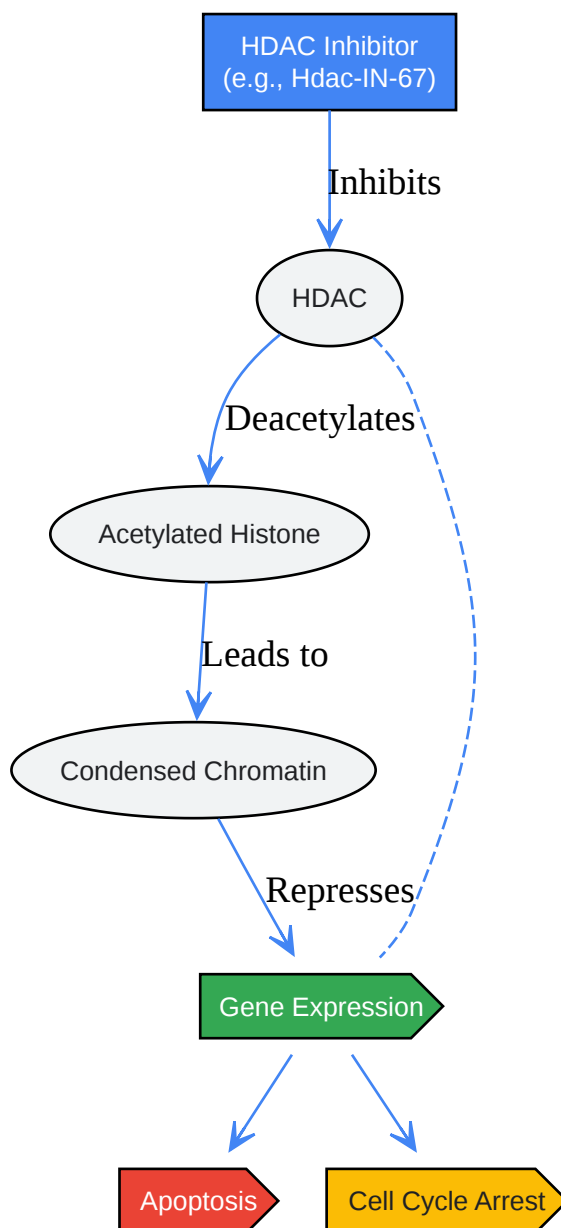 HDAC Inhibitor
(e.g., Hdac-IN-67)
Inhibits
HDAC
Deacetylates
Acetylated Histone
Leads to
Condensed Chromatin
Represses
Gene Expression
Apoptosis
Cell Cycle Arrest